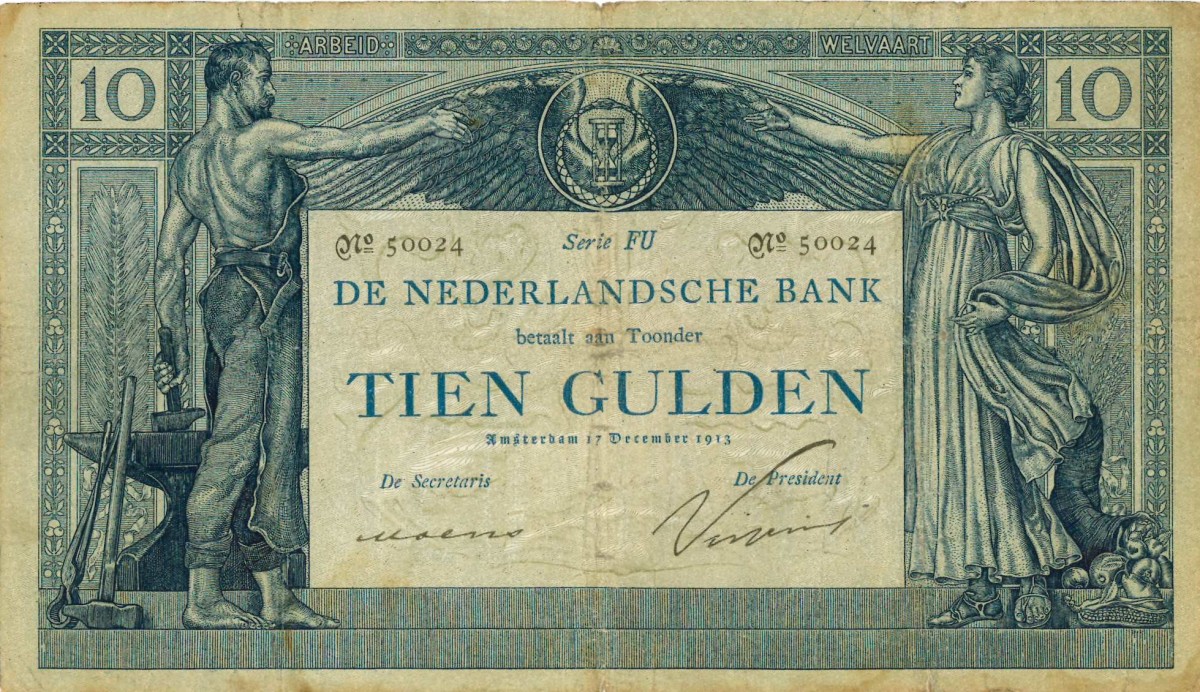 ARBEID WELVAART
10 10
Nº 50024 Serie FU Nº 50024
DE NEDERLANDSCHE BANK
betaalt aan Toonder
TIEN GULDEN
Amsterdam 17 December 1913
De Secretaris De President